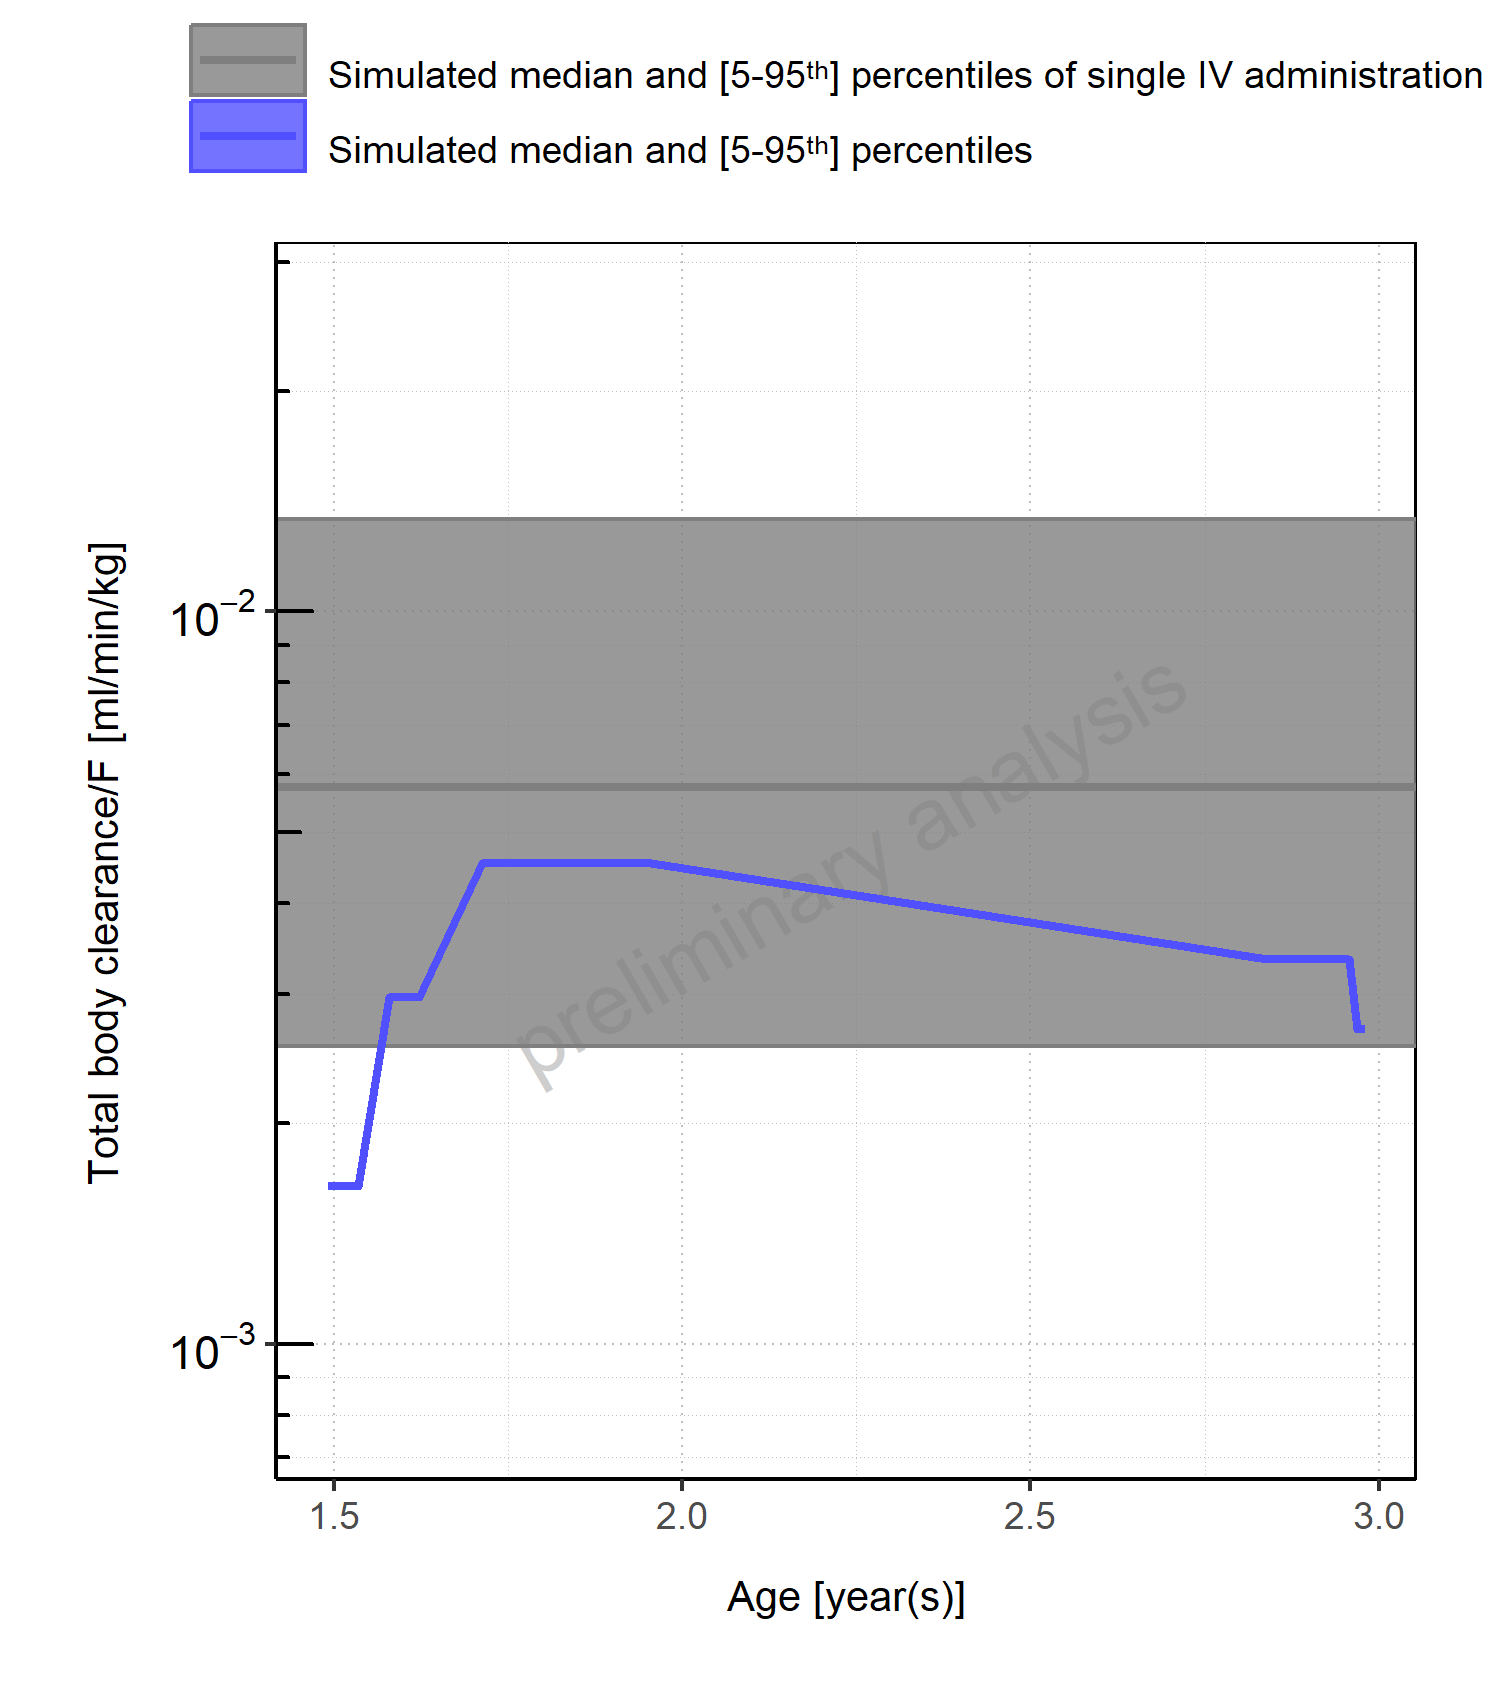 Simulated median and [5-95th] percentiles of single IV administration
Simulated median and [5-95th] percentiles
Total body clearance/F [ml/min/kg]
10−2
10−3
preliminary analysis
1.5 2.0 2.5 3.0
Age [year(s)]